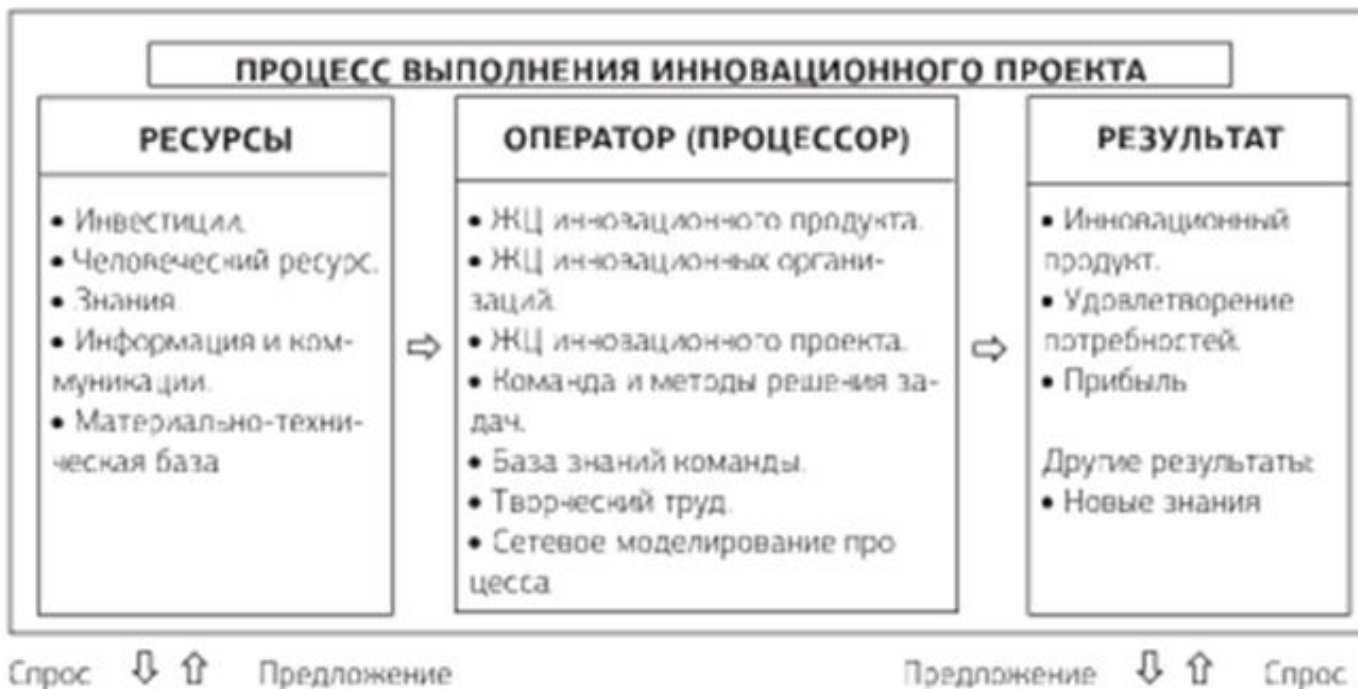 ПРОЦЕСС ВЫПОЛНЕНИЯ ИННОВАЦИОННОГО ПРОЕКТА
РЕСУРСЫ
• Инвестиции.
• Человеческий ресурс.
• Знания.
• Информация и ком-
муникации.
• Материально-техни-
ческая база
ОПЕРАТОР (ПРОЦЕССОР)
• ЖЦ инновационного продукта.
• ЖЦ инновационных органи-
заций.
• ЖЦ инновационного проекта.
• Команда и методы решения за-
дач.
• База знаний команды.
• Творческий труд.
• Сетевое моделирование про
цесса
РЕЗУЛЬТАТ
• Инновационный
продукт.
• Удовлетворение
потребностей.
• Прибыль
Другие результаты:
• Новые знания
Спрос ⇩ ⇧ Предложение
Предложение ⇩ ⇧ Спрос